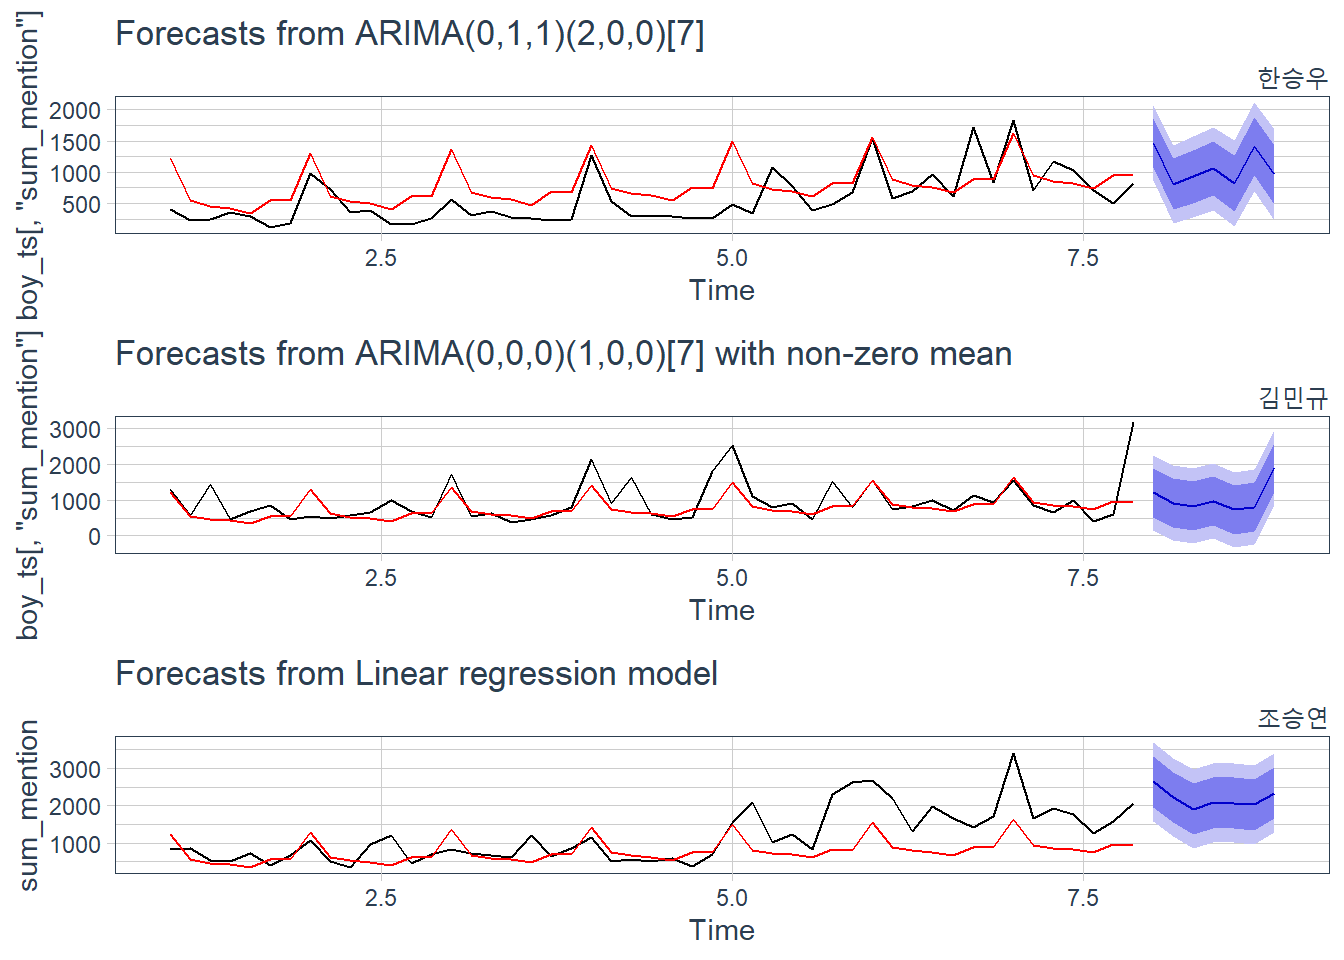 Forecasts from ARIMA(0,1,1)(2,0,0)[7]
한승우
boy_ts[, "sum_mention"]
2000
1500
1000
500
2.5 5.0 7.5
Time
Forecasts from ARIMA(0,0,0)(1,0,0)[7] with non-zero mean
김민규
boy_ts[, "sum_mention"]
3000
2000
1000
0
2.5 5.0 7.5
Time
Forecasts from Linear regression model
조승연
sum_mention
3000
2000
1000
2.5 5.0 7.5
Time